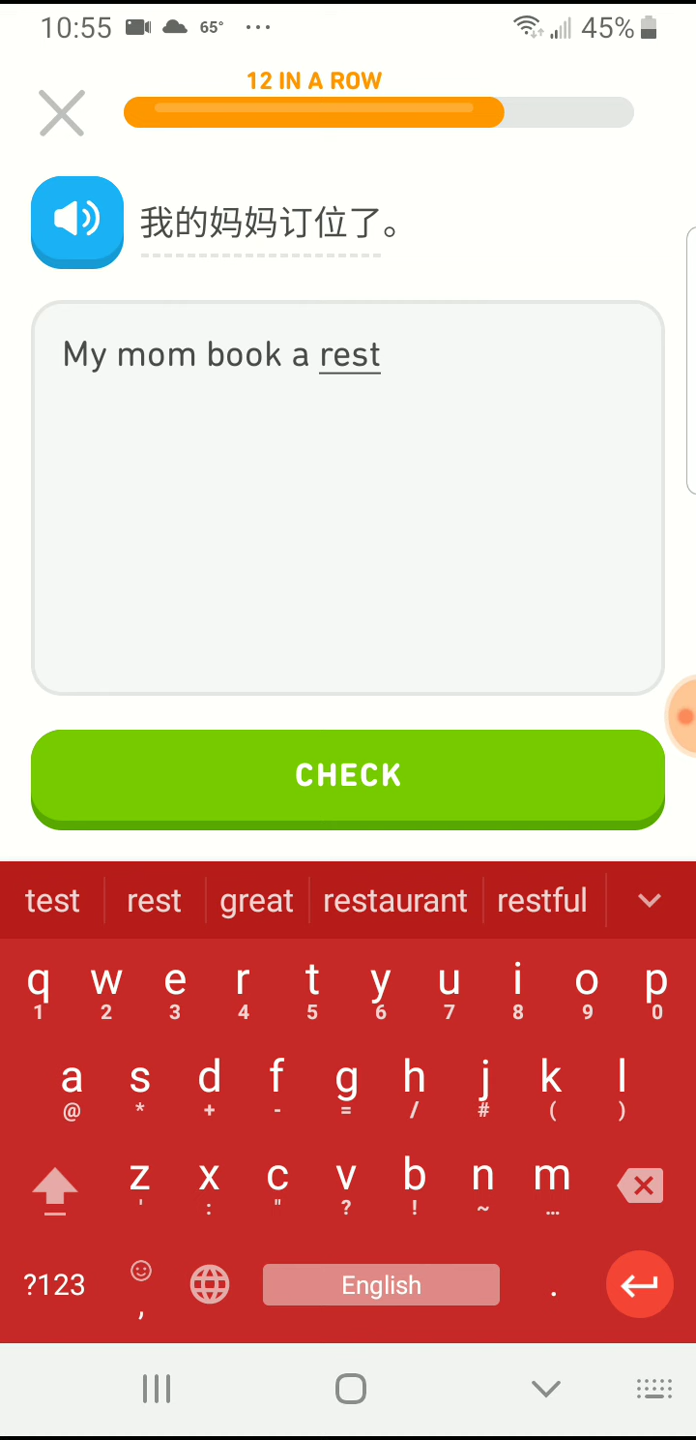 10:55 65° ... 45%
12 IN A ROW
我的妈妈订位了。
My mom book a rest
CHECK
test rest great restaurant restful
q w e r t y u i o p
1 2 3 4 5 6 7 8 9 0
a s d f g h j k l
@ * + - = / # ( )
z x c v b n m
' : " ? ! ~ …
?123 , English .